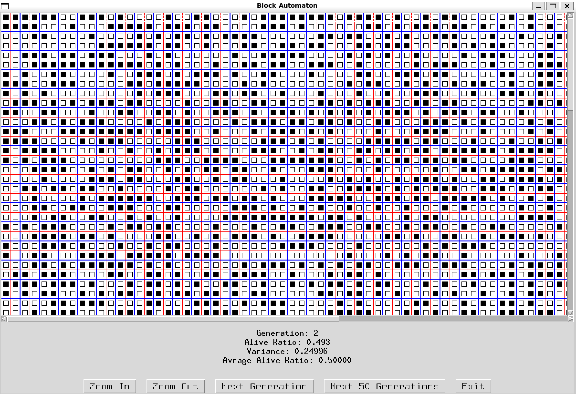 Block Automaton
Generation: 2
Alive Ratio: 0.493
Variance: 0.24996
Avrage Alive Ratio: 0.50000
Zoom In Zoom Out Next Generation Next 50 Generations Exit